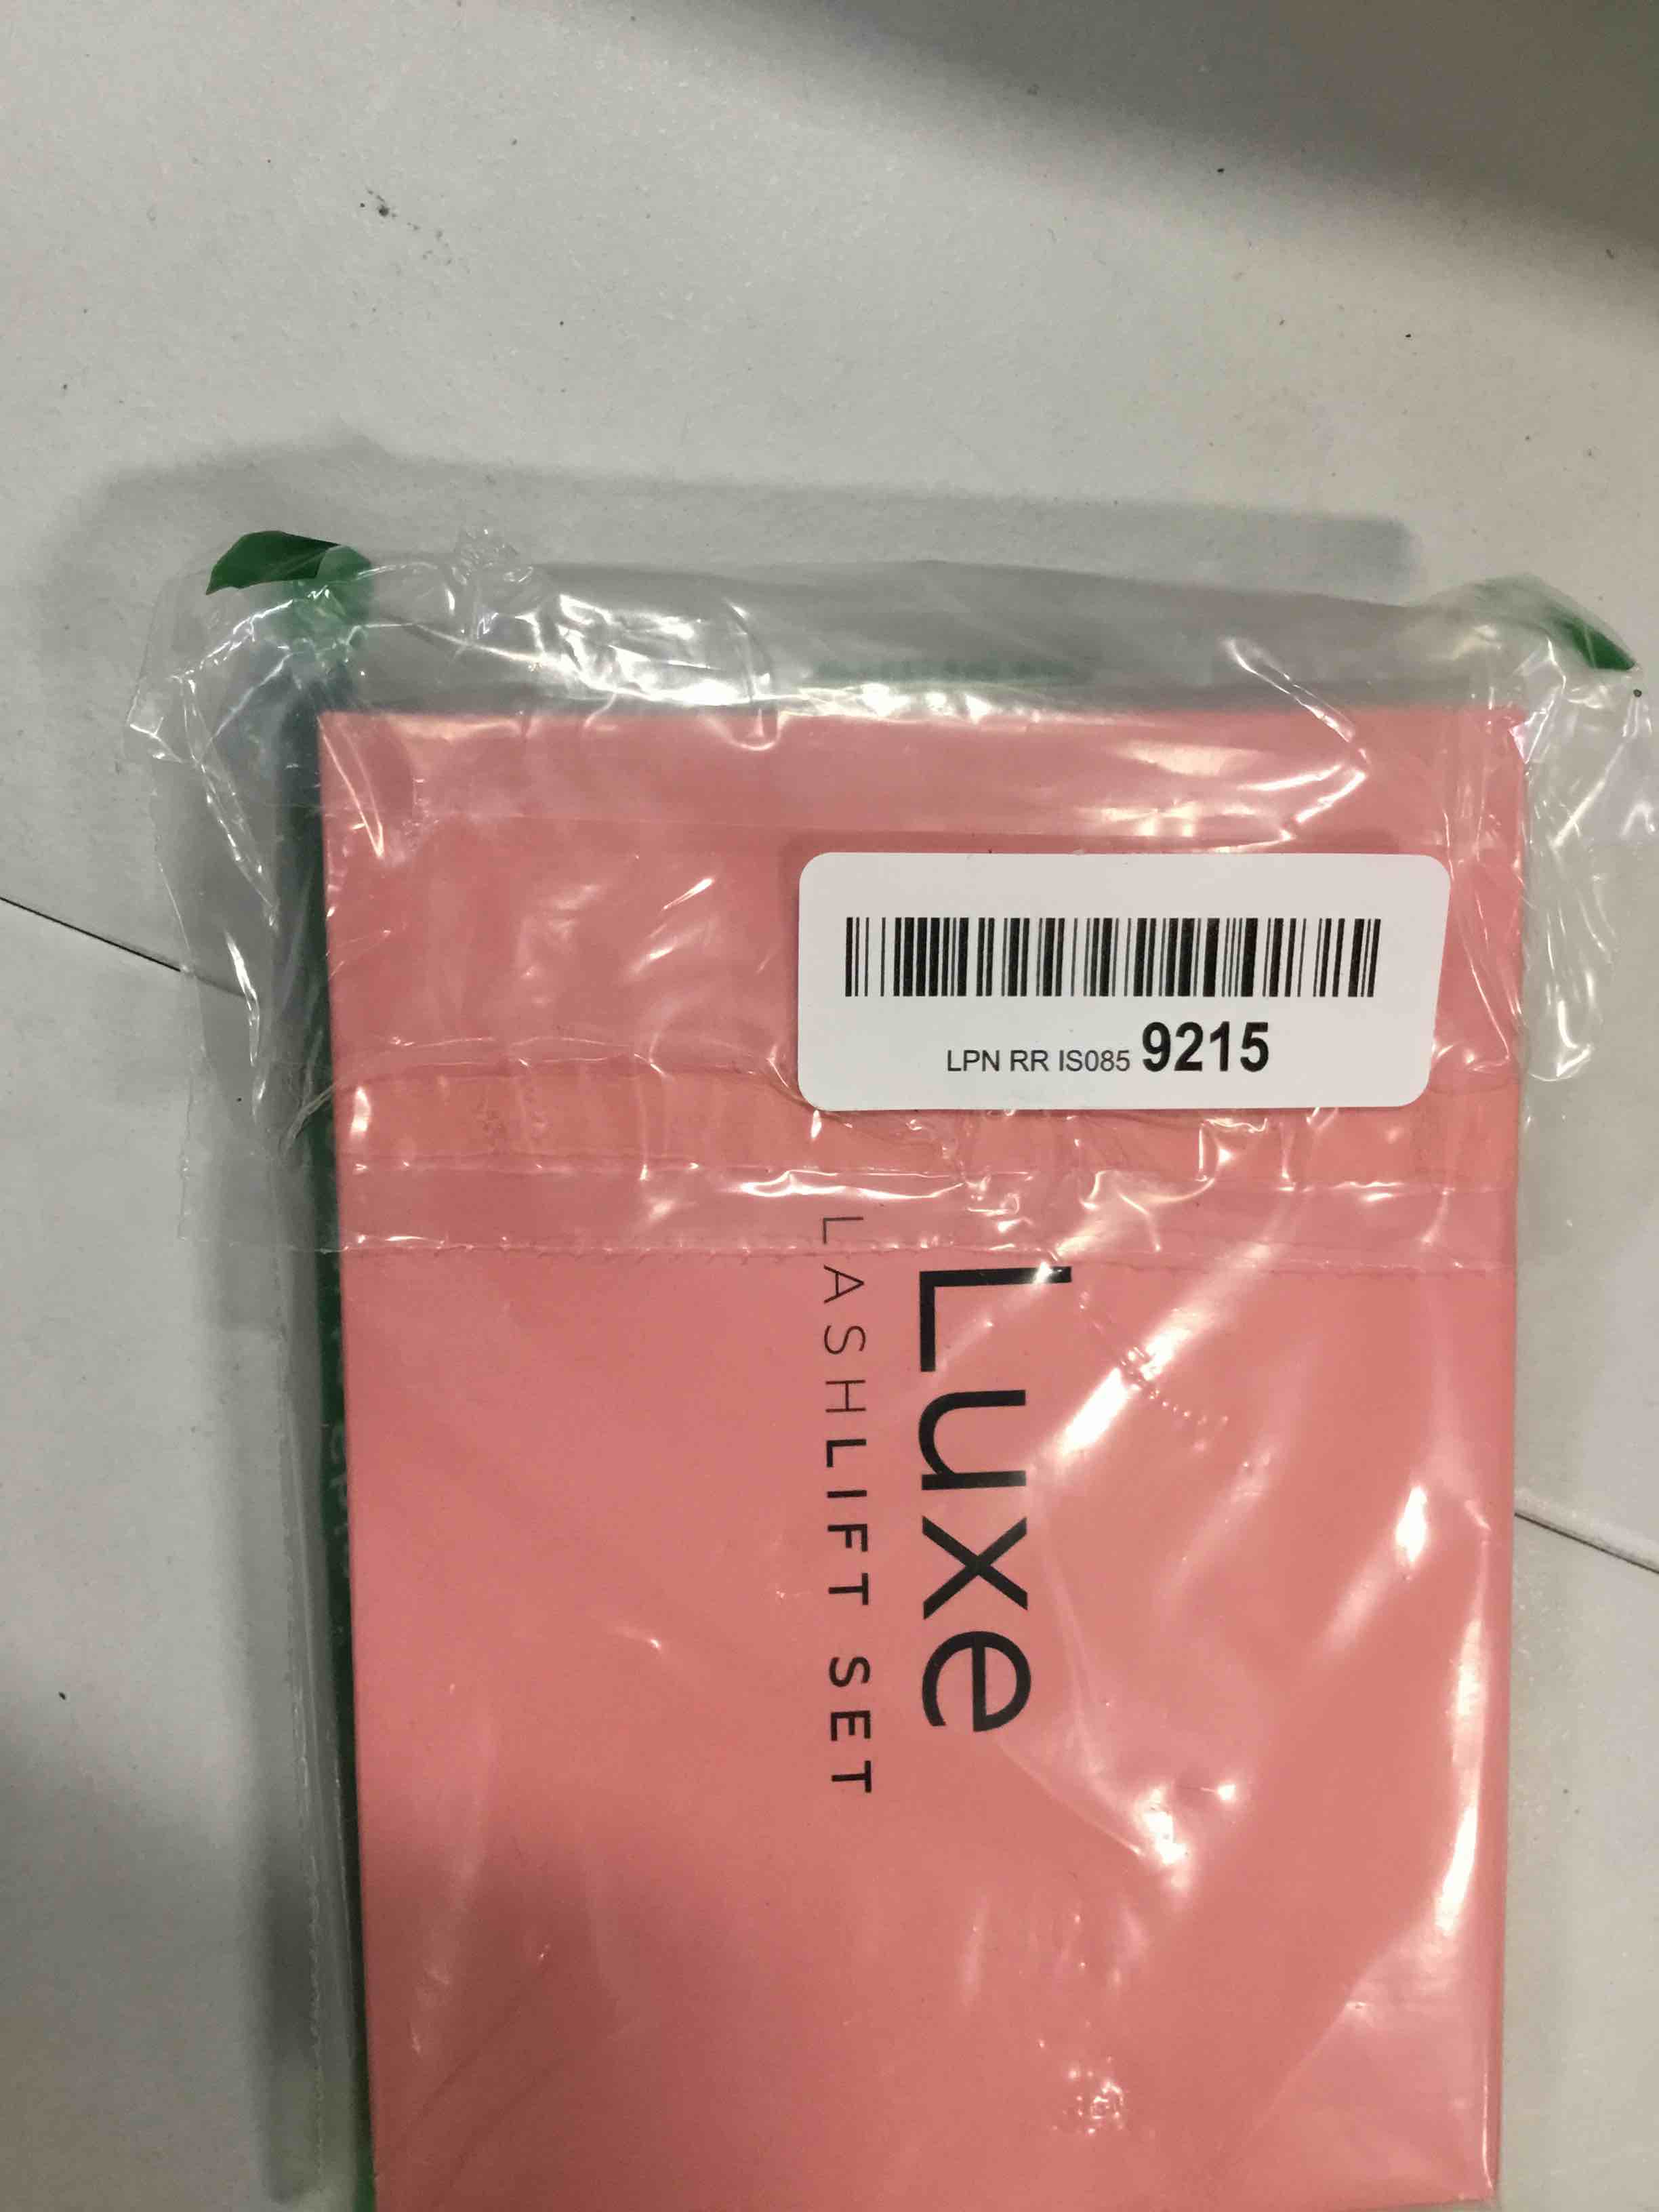 LPN RR IS085 9215
Luxe
LASHLIFT SET